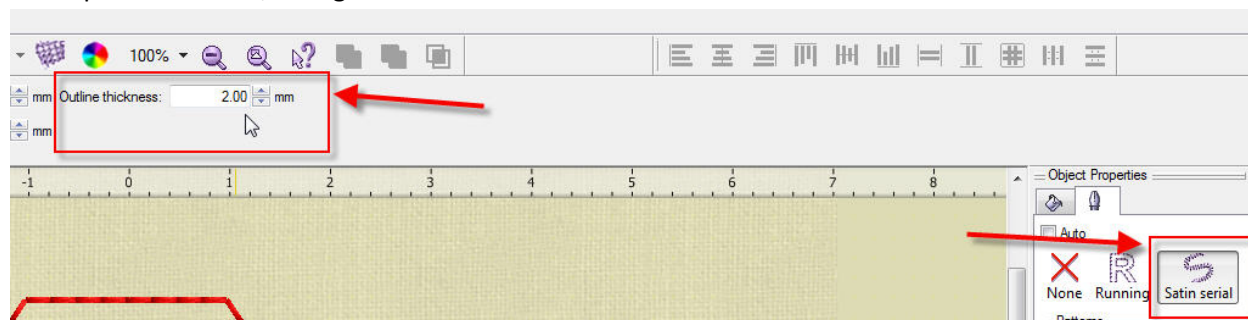 100%
mm Outline thickness: 2.00 mm
mm
-1 0 1 2 3 4 5 6 7 8
Object Properties
Auto
None Running Satin serial
Patterns